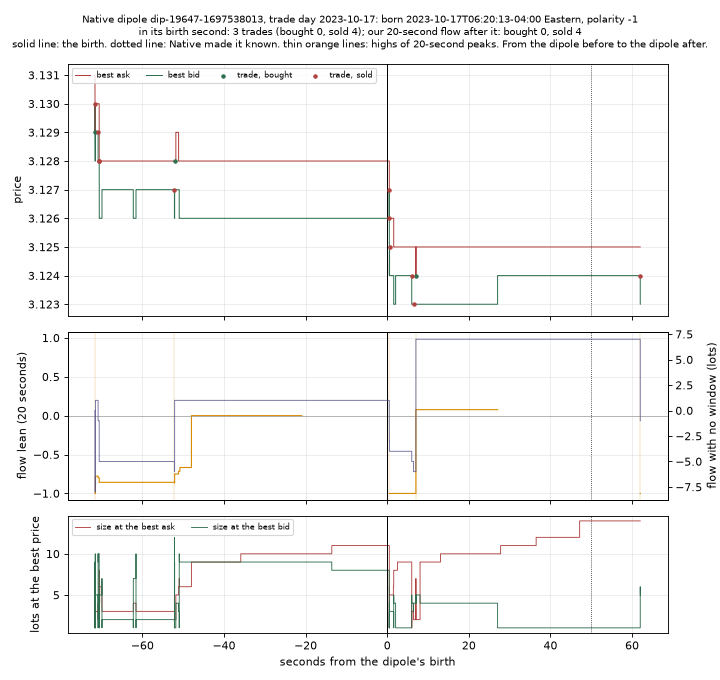 Native dipole dip-19647-1697538013, trade day 2023-10-17: born 2023-10-17T06:20:13-04:00 Eastern, polarity -1
in its birth second: 3 trades (bought 0, sold 4); our 20-second flow after it: bought 0, sold 4
solid line: the birth. dotted line: Native made it known. thin orange lines: highs of 20-second peaks. From the dipole before to the dipole after.
best ask
best bid
trade, bought
trade, sold
price
3.131
3.130
3.129
3.128
3.127
3.126
3.125
3.124
3.123
flow lean (20 seconds)
1.0
0.5
0.0
−0.5
−1.0
7.5
5.0
2.5
0.0
−2.5
−5.0
−7.5
flow with no window (lots)
size at the best ask
size at the best bid
lots at the best price
10
5
−60
−40
−20
0
20
40
60
seconds from the dipole's birth